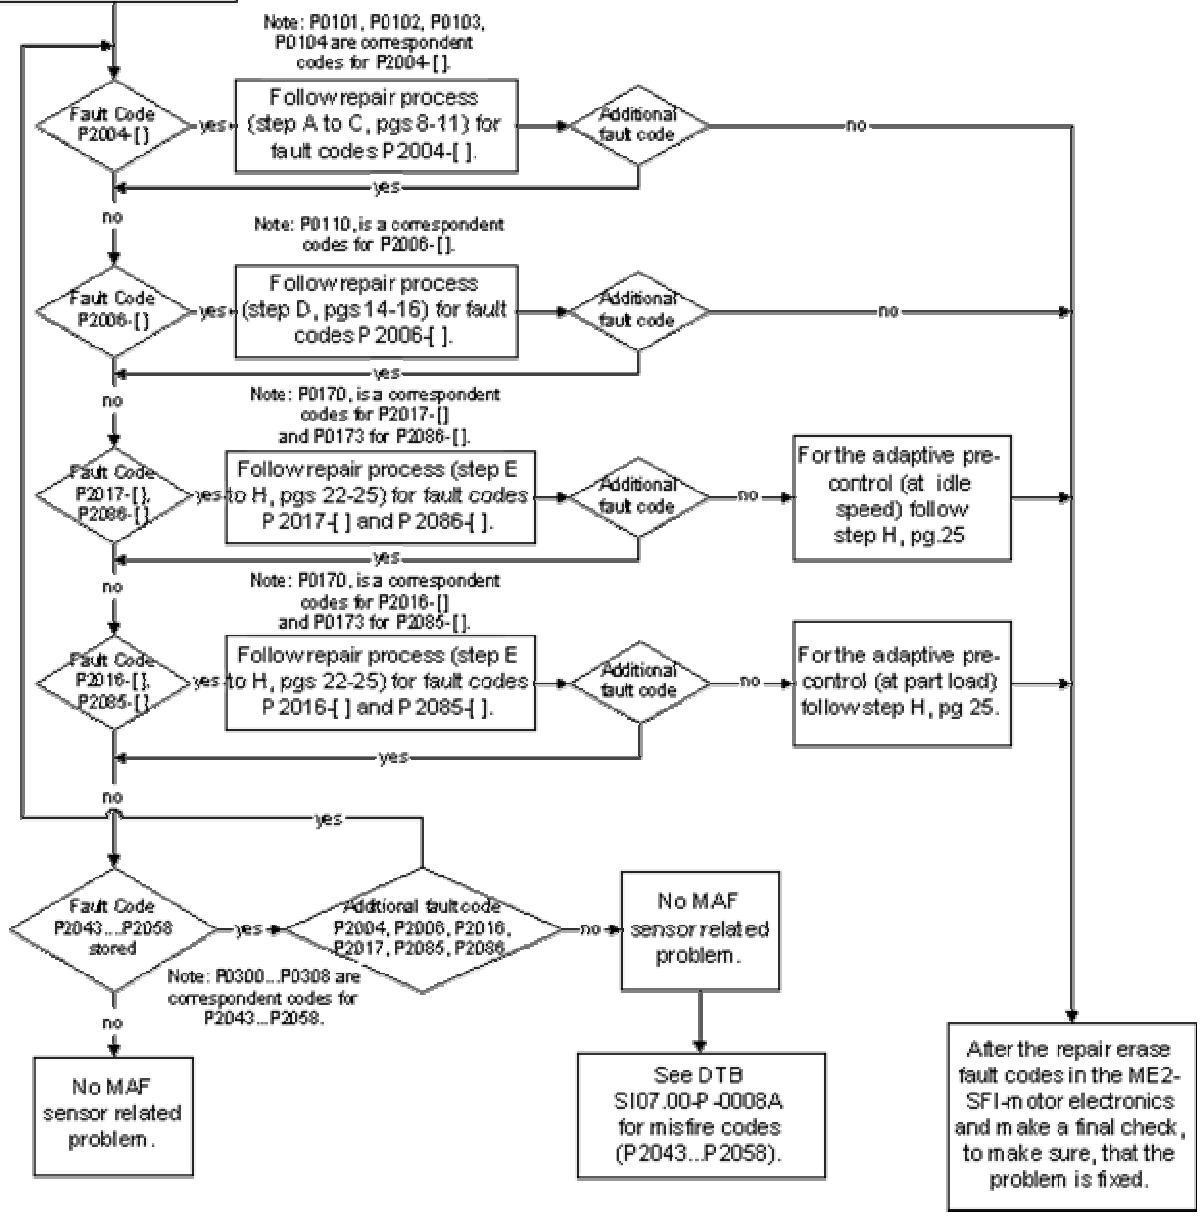 Note: P0101, P0102, P0103,
P0104 are correspondent
codes for P2004-[ ].
Fault Code
P2004-[ ]
yes
Follow repair process
(step A to C, pgs 8-11) for
fault codes P2004-[ ].
Additional
fault code
no
yes
no
Note: P0110, is a correspondent
codes for P2006-[].
Fault Code
P2006-[ ]
yes
Follow repair process
(step D, pgs 14-16) for fault
codes P 2006-[ ].
Additional
fault code
no
yes
no
Note: P0170, is a correspondent
codes for P2017-[]
and P0173 for P2086-[ ].
Fault Code
P2017-[ ],
P2086-[ ]
yes
Follow repair process (step E
to H, pgs 22-25) for fault codes
P 2017-[ ] and P 2086-[ ].
Additional
fault code
no
For the adaptive pre-
control (at idle
speed) follow
step H, pg.25
yes
no
Note: P0170, is a correspondent
codes for P2016-[]
and P0173 for P2085-[ ].
Fault Code
P2016-[ ],
P2085-[ ]
yes
Follow repair process (step E
to H, pgs 22-25) for fault codes
P 2016-[ ] and P 2085-[ ].
Additional
fault code
no
For the adaptive pre-
control (at part load)
follow step H, pg 25.
yes
no
yes
Fault Code
P2043...P2058
stored
yes
Additional fault code
P2004, P2006, P2016,
P2017, P2085, P2086
no
No MAF
sensor related
problem.
Note: P0300...P0308 are
correspondent codes for
P2043...P2058.
no
No MAF
sensor related
problem.
See DTB
SI07.00-P-0008A
for misfire codes
(P2043...P2058).
After the repair erase
fault codes in the ME2-
SFI-motor electronics
and make a final check,
to make sure, that the
problem is fixed.